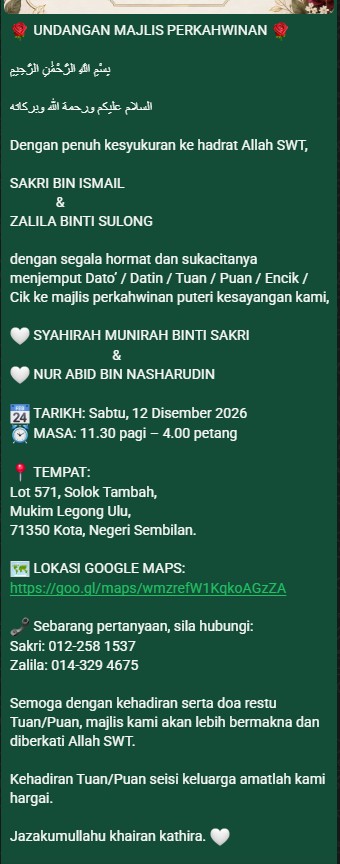 🌹 UNDANGAN MAJLIS PERKAHWINAN 🌹
بِسْمِ اللَّهِ الرَّحْمَٰنِ الرَّحِيمِ
السلام عليكم ورحمة الله وبركاته
Dengan penuh kesyukuran ke hadrat Allah SWT,
SAKRI BIN ISMAIL
&
ZALILA BINTI SULONG
dengan segala hormat dan sukacitanya
menjemput Dato’ / Datin / Tuan / Puan / Encik /
Cik ke majlis perkahwinan puteri kesayangan kami,
🤍 SYAHIRAH MUNIRAH BINTI SAKRI
&
🤍 NUR ABID BIN NASHARUDIN
📅 TARIKH: Sabtu, 12 Disember 2026
⏰ MASA: 11.30 pagi – 4.00 petang
📍 TEMPAT:
Lot 571, Solok Tambah,
Mukim Legong Ulu,
71350 Kota, Negeri Sembilan.
🗺️ LOKASI GOOGLE MAPS:
https://goo.gl/maps/wmzrefW1KqkoAGzZA
📞 Sebarang pertanyaan, sila hubungi:
Sakri: 012-258 1537
Zalila: 014-329 4675
Semoga dengan kehadiran serta doa restu
Tuan/Puan, majlis kami akan lebih bermakna dan
diberkati Allah SWT.
Kehadiran Tuan/Puan seisi keluarga amatlah kami
hargai.
Jazakumullahu khairan kathira. 🤍